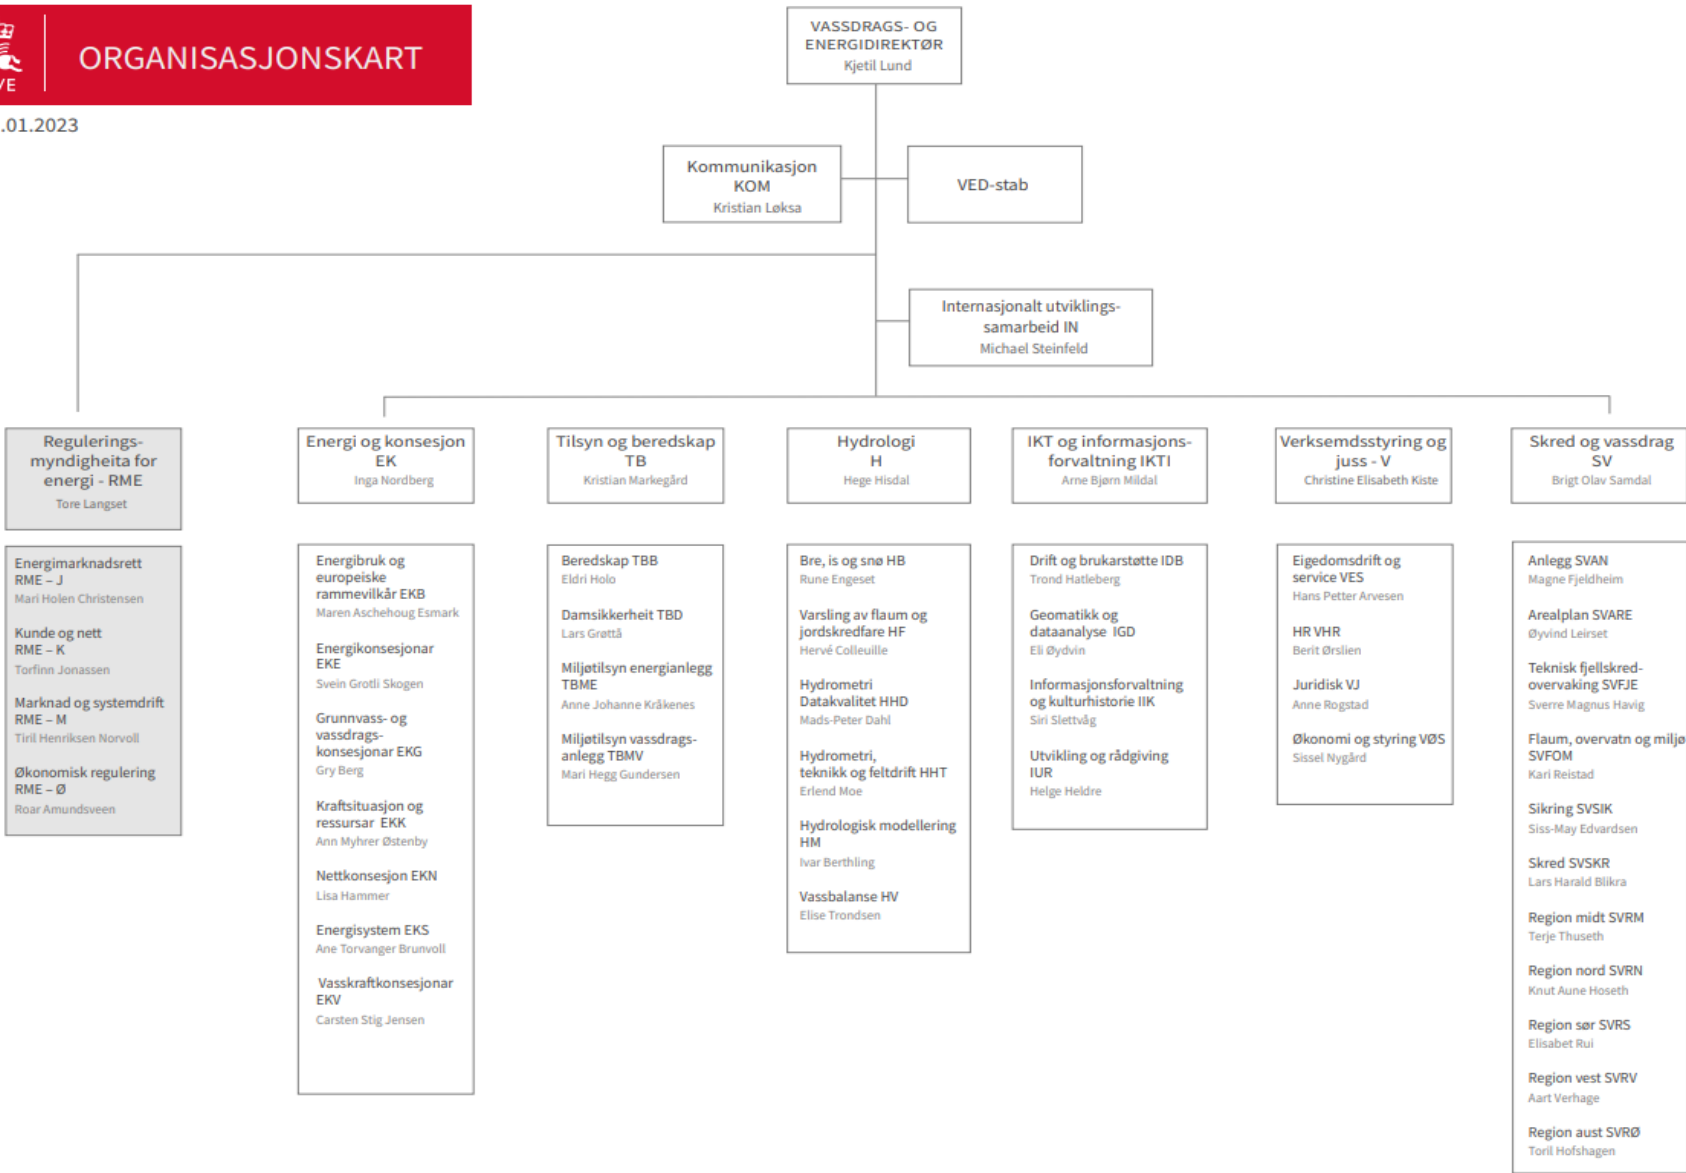 ORGANISASJONSKART
.01.2023
VASSDRAGS- OG
ENERGIDIREKTØR
Kjetil Lund
Kommunikasjon
KOM
Kristian Løksa
VED-stab
Internasjonalt utviklings-
samarbeid IN
Michael Steinfeld
Regulerings-
myndigheita for
energi - RME
Tore Langset
Energimarknadsrett
RME – J
Mari Holen Christensen
Kunde og nett
RME – K
Torfinn Jonassen
Marknad og systemdrift
RME – M
Tiril Henriksen Norvoll
Økonomisk regulering
RME – Ø
Roar Amundsveen
Energi og konsesjon
EK
Inga Nordberg
Energibruk og
europeiske
rammevilkår EKB
Maren Aschehoug Esmark
Energikonsesjonar
EKE
Svein Grotli Skogen
Grunnvass- og
vassdrags-
konsesjonar EKG
Gry Berg
Kraftsituasjon og
ressursar EKK
Ann Myhrer Østenby
Nettkonsesjon EKN
Lisa Hammer
Energisystem EKS
Ane Torvanger Brunvoll
Vasskraftkonsesjonar
EKV
Carsten Stig Jensen
Tilsyn og beredskap
TB
Kristian Markegård
Beredskap TBB
Eldri Holo
Damsikkerheit TBD
Lars Grøttå
Miljøtilsyn energianlegg
TBME
Anne Johanne Kråkenes
Miljøtilsyn vassdrags-
anlegg TBMV
Mari Hegg Gundersen
Hydrologi
H
Hege Hisdal
Bre, is og snø HB
Rune Engeset
Varsling av flaum og
jordskredfare HF
Hervé Colleuille
Hydrometri
Datakvalitet HHD
Mads-Peter Dahl
Hydrometri,
teknikk og feltdrift HHT
Erlend Moe
Hydrologisk modellering
HM
Ivar Berthling
Vassbalanse HV
Elise Trondsen
IKT og informasjons-
forvaltning IKTI
Arne Bjørn Mildal
Drift og brukarstøtte IDB
Trond Hatleberg
Geomatikk og
dataanalyse IGD
Eli Øydvin
Informasjonsforvaltning
og kulturhistorie IIK
Siri Slettvåg
Utvikling og rådgiving
IUR
Helge Heldre
Verksemdsstyring og
juss - V
Christine Elisabeth Kiste
Eigedomsdrift og
service VES
Hans Petter Arvesen
HR VHR
Berit Ørslien
Juridisk VJ
Anne Rogstad
Økonomi og styring VØS
Sissel Nygård
Skred og vassdrag
SV
Brigt Olav Samdal
Anlegg SVAN
Magne Fjeldheim
Arealplan SVARE
Øyvind Leirset
Teknisk fjellskred-
overvaking SVFJE
Sverre Magnus Havig
Flaum, overvatn og miljø
SVFOM
Kari Reistad
Sikring SVSIK
Siss-May Edvardsen
Skred SVSKR
Lars Harald Blikra
Region midt SVRM
Terje Thuseth
Region nord SVRN
Knut Aune Hoseth
Region sør SVRS
Elisabet Rui
Region vest SVRV
Aart Verhage
Region aust SVRØ
Toril Hofshagen